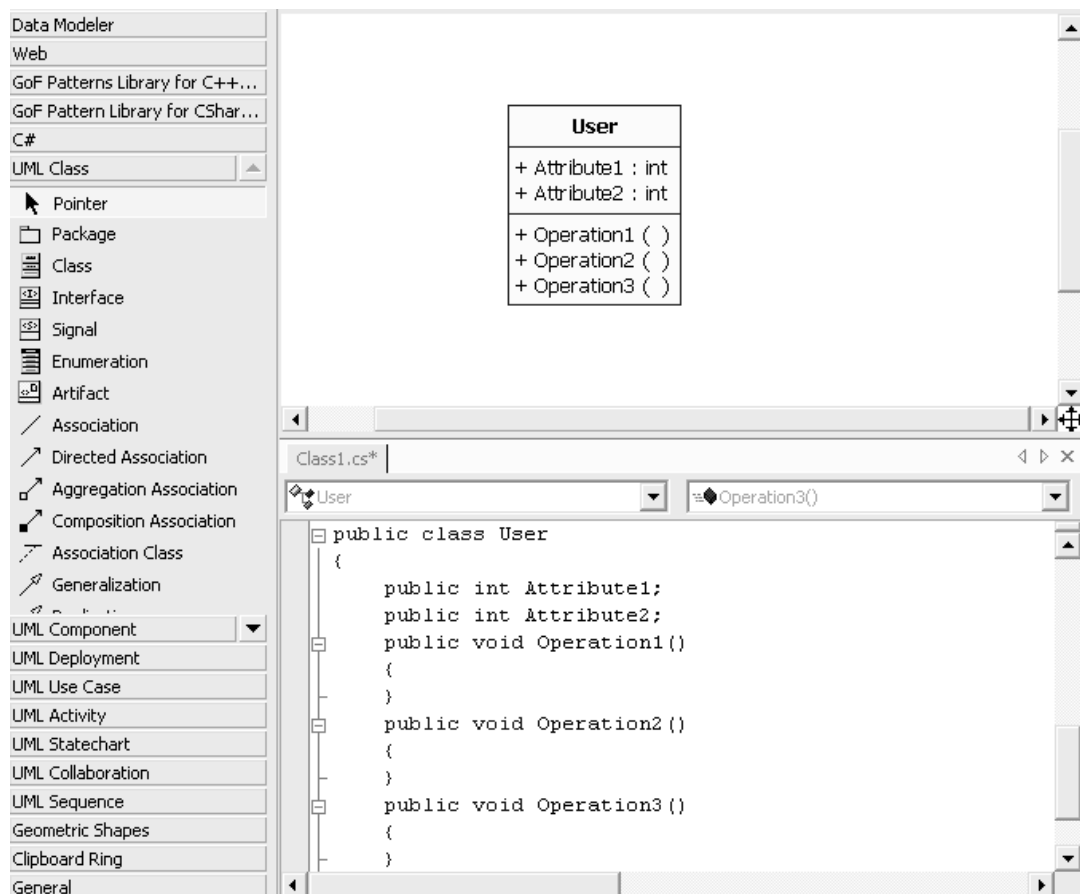 Data Modeler
Web
GoF Patterns Library for C++...
GoF Pattern Library for CShar...
C#
UML Class
Pointer
Package
Class
Interface
Signal
Enumeration
Artifact
Association
Directed Association
Aggregation Association
Composition Association
Association Class
Generalization
UML Component
UML Deployment
UML Use Case
UML Activity
UML Statechart
UML Collaboration
UML Sequence
Geometric Shapes
Clipboard Ring
General
User
+ Attribute1 : int
+ Attribute2 : int
+ Operation1 ( )
+ Operation2 ( )
+ Operation3 ( )
Class1.cs*
User
Operation3()
public class User
{
public int Attribute1;
public int Attribute2;
public void Operation1()
{
}
public void Operation2()
{
}
public void Operation3()
{
}